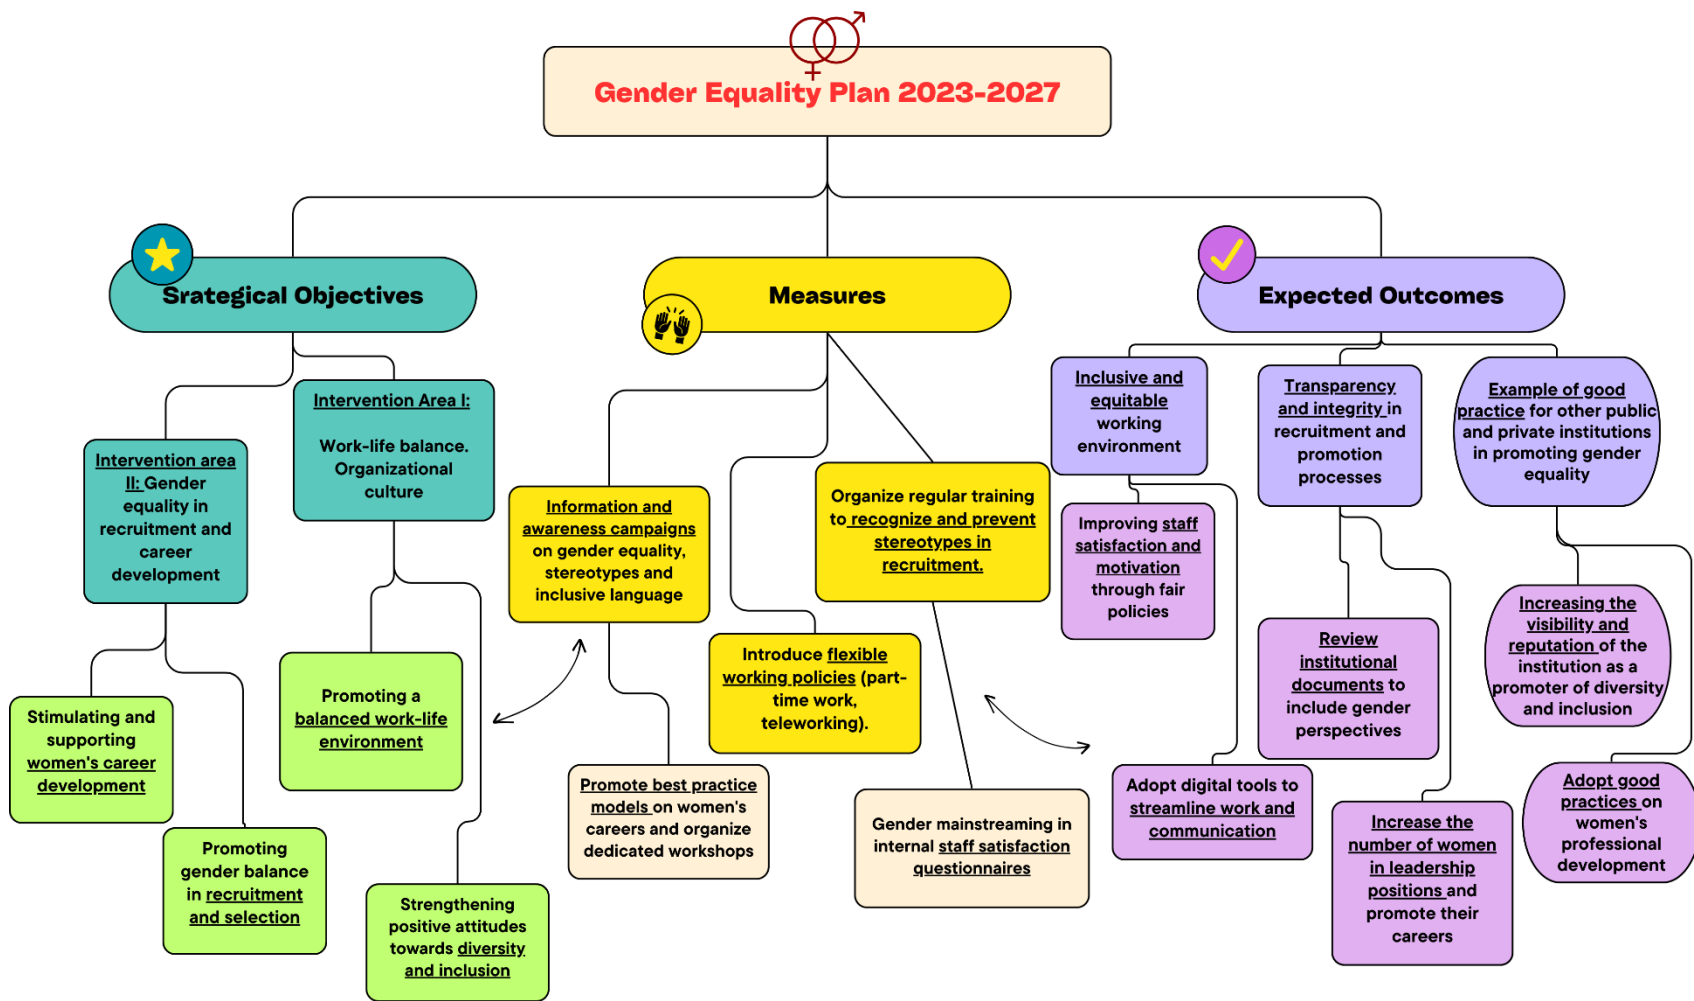 Gender Equality Plan 2023-2027
Srategical Objectives
Measures
Expected Outcomes
Intervention Area I:
Work-life balance.
Organizational
culture
Intervention area
II: Gender
equality in
recruitment and
career
development
Stimulating and
supporting
women's career
development
Promoting
gender balance
in recruitment
and selection
Promoting a
balanced work-life
environment
Strengthening
positive attitudes
towards diversity
and inclusion
Information and
awareness campaigns
on gender equality,
stereotypes and
inclusive language
Organize regular training
to recognize and prevent
stereotypes in
recruitment.
Introduce flexible
working policies (part-
time work,
teleworking).
Promote best practice
models on women's
careers and organize
dedicated workshops
Gender mainstreaming in
internal staff satisfaction
questionnaires
Inclusive and
equitable
working
environment
Transparency
and integrity in
recruitment and
promotion
processes
Example of good
practice for other public
and private institutions
in promoting gender
equality
Improving staff
satisfaction and
motivation
through fair
policies
Review
institutional
documents to
include gender
perspectives
Increasing the
visibility and
reputation of the
institution as a
promoter of diversity
and inclusion
Adopt digital tools to
streamline work and
communication
Increase the
number of women
in leadership
positions and
promote their
careers
Adopt good
practices on
women's
professional
development